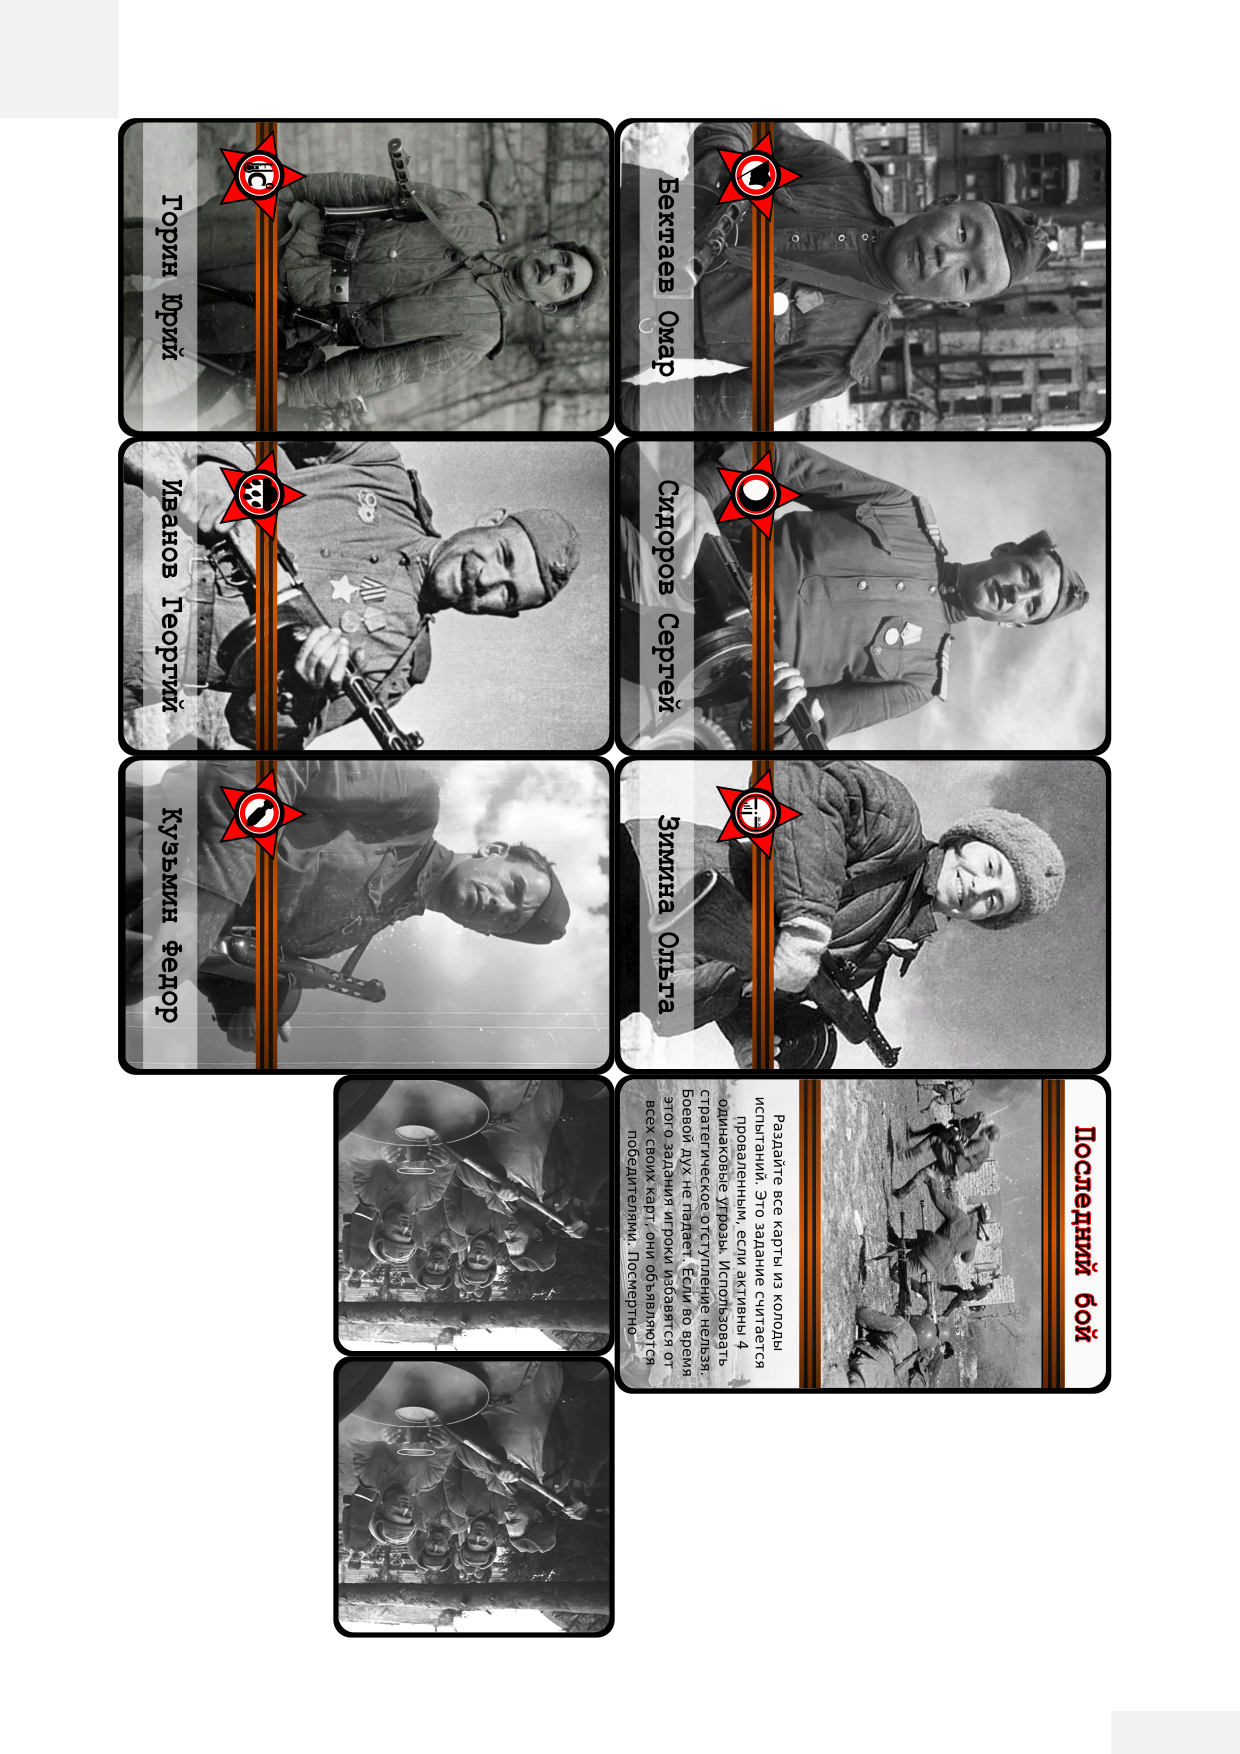 Бектаев Омар
Сидоров Сергей
Зимина Ольга
Последний бой
Раздайте все карты из колоды
испытаний. Это задание считается
проваленным, если активны 4
одинаковые угрозы. Использовать
стратегическое отступление нельзя.
Боевой дух не падает. Если во время
этого задания игроки избавятся от
всех своих карт, они объявляются
победителями. Посмертно
Горин Юрий
Иванов Георгий
Кузьмин Федор